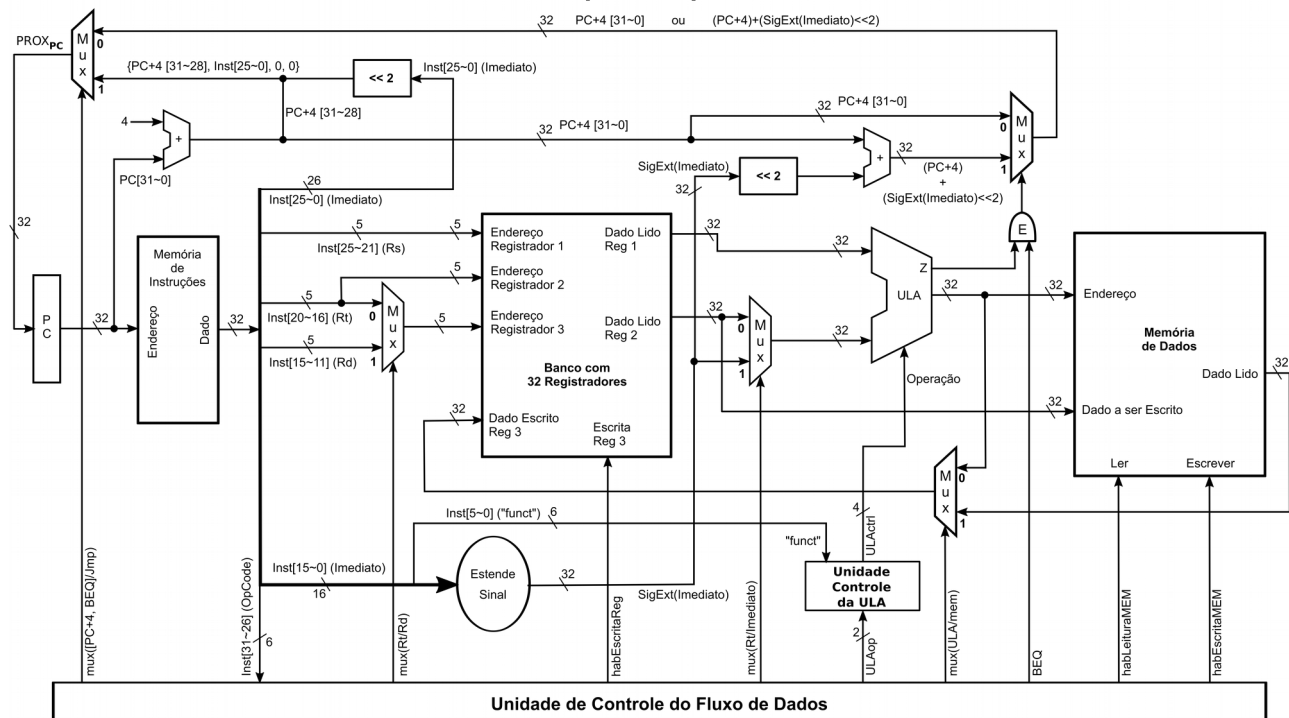 32
PC+4 [31~0] ou (PC+4)+(SigExt(Imediato)<<2)
PROXPC
Mux
0
1
{PC+4 [31~28], Inst[25~0], 0, 0}
<< 2
Inst[25~0] (Imediato)
PC+4 [31~28]
4
+
PC[31~0]
32
PC+4 [31~0]
32
PC+4 [31~0]
Mux
0
1
SigExt(Imediato)
32
<< 2
+
32
(PC+4)
+
(SigExt(Imediato)<<2)
26
Inst[25~0] (Imediato)
32
5
5
Inst[25~21] (Rs)
5
5
Inst[20~16] (Rt)
5
Inst[15~11] (Rd)
Mux
0
1
5
PC
32
Memória
de
Instruções
Endereço
Dado
32
Endereço
Registrador 1
Endereço
Registrador 2
Endereço
Registrador 3
Dado Lido
Reg 1
Dado Lido
Reg 2
Banco com
32 Registradores
Dado Escrito
Reg 3
Escrita
Reg 3
32
32
32
32
Mux
0
1
32
Z
ULA
Operação
E
32
32
Endereço
Memória
de Dados
Dado Lido
32
32
Dado a ser Escrito
Ler
Escrever
Mux
0
1
Inst[5~0] ("funct")
6
"funct"
4
ULActrl
Inst[15~0] (Imediato)
16
Estende
Sinal
32
SigExt(Imediato)
Unidade
Controle
da ULA
2
ULAop
mux([PC+4, BEQ]/Jmp)
Inst[31~26] (OpCode)
6
mux(Rt/Rd)
habEscritaReg
mux(Rt/Imediato)
mux(ULA/mem)
BEQ
habLeituraMEM
habEscritaMEM
Unidade de Controle do Fluxo de Dados